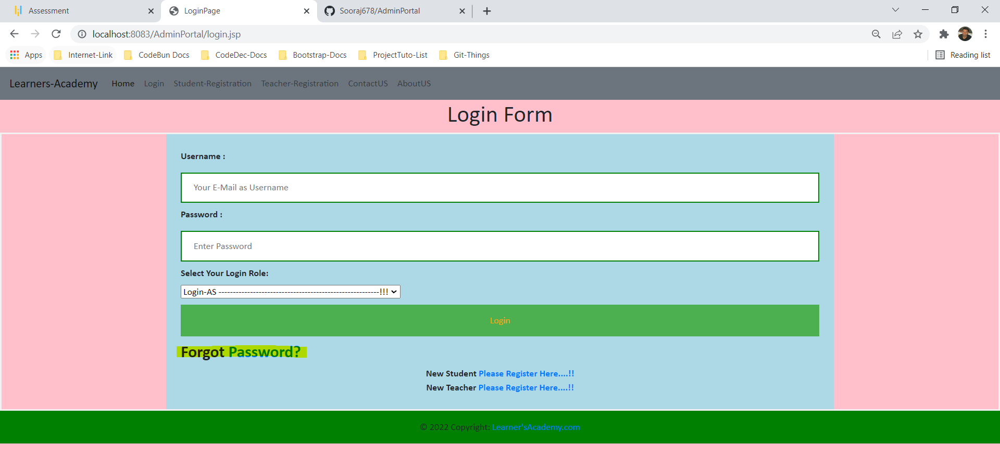 Assessment LoginPage Sooraj678/AdminPortal
localhost:8083/AdminPortal/login.jsp
Apps Internet-Link CodeBun Docs CodeDec-Docs Bootstrap-Docs ProjectTuto-List Git-Things Reading list
Learners-Academy Home Login Student-Registration Teacher-Registration ContactUS AboutUS
Login Form
Username :
Your E-Mail as Username
Password :
Enter Password
Select Your Login Role:
Login-AS --------------------------------------------------------!!!
Login
Forgot Password?
New Student Please Register Here....!!
New Teacher Please Register Here....!!
© 2022 Copyright: Learner'sAcademy.com